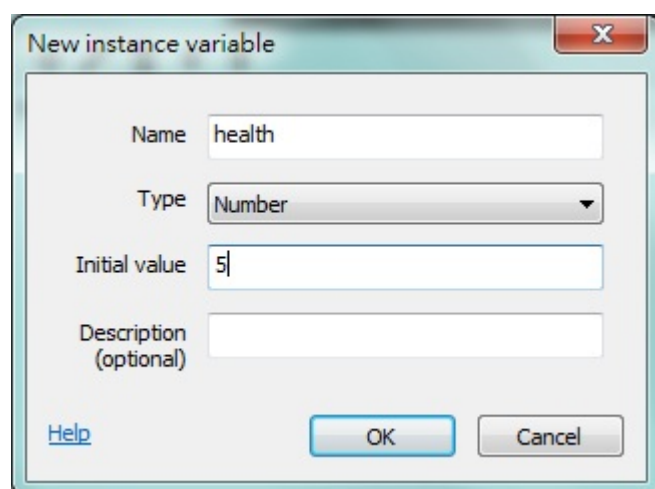 New instance variable
Name health
Type Number
Initial value 5
Description
(optional)
Help OK Cancel